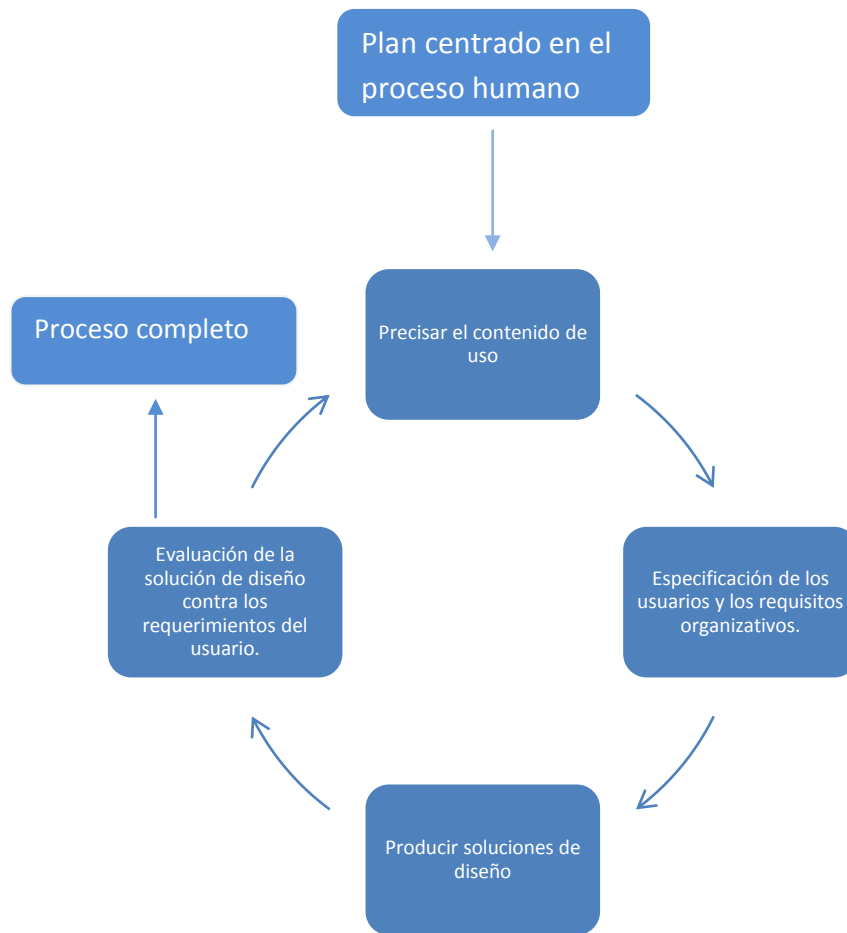 Plan centrado en el
proceso humano
Proceso completo
Precisar el contenido de
uso
Evaluación de la
solución de diseño
contra los
requerimientos del
usuario.
Especificación de los
usuarios y los requisitos
organizativos.
Producir soluciones de
diseño